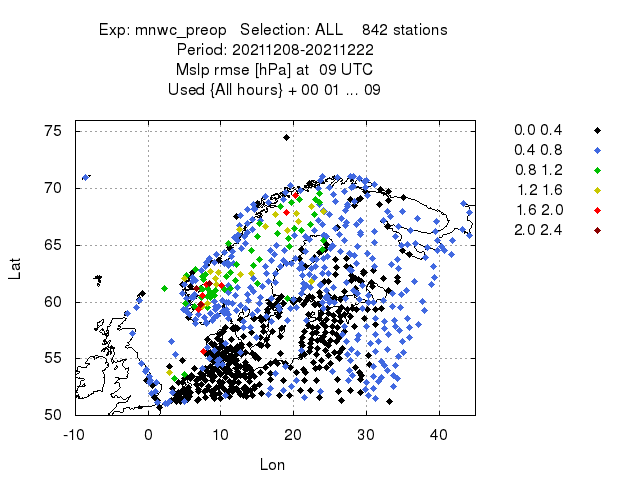 Exp: mnwc_preop Selection: ALL 842 stations
Period: 20211208-20211222
Mslp rmse [hPa] at 09 UTC
Used {All hours} + 00 01 ... 09
75
70
65
60
55
50
-10 0 10 20 30 40
Lat
Lon
0.0 0.4
0.4 0.8
0.8 1.2
1.2 1.6
1.6 2.0
2.0 2.4